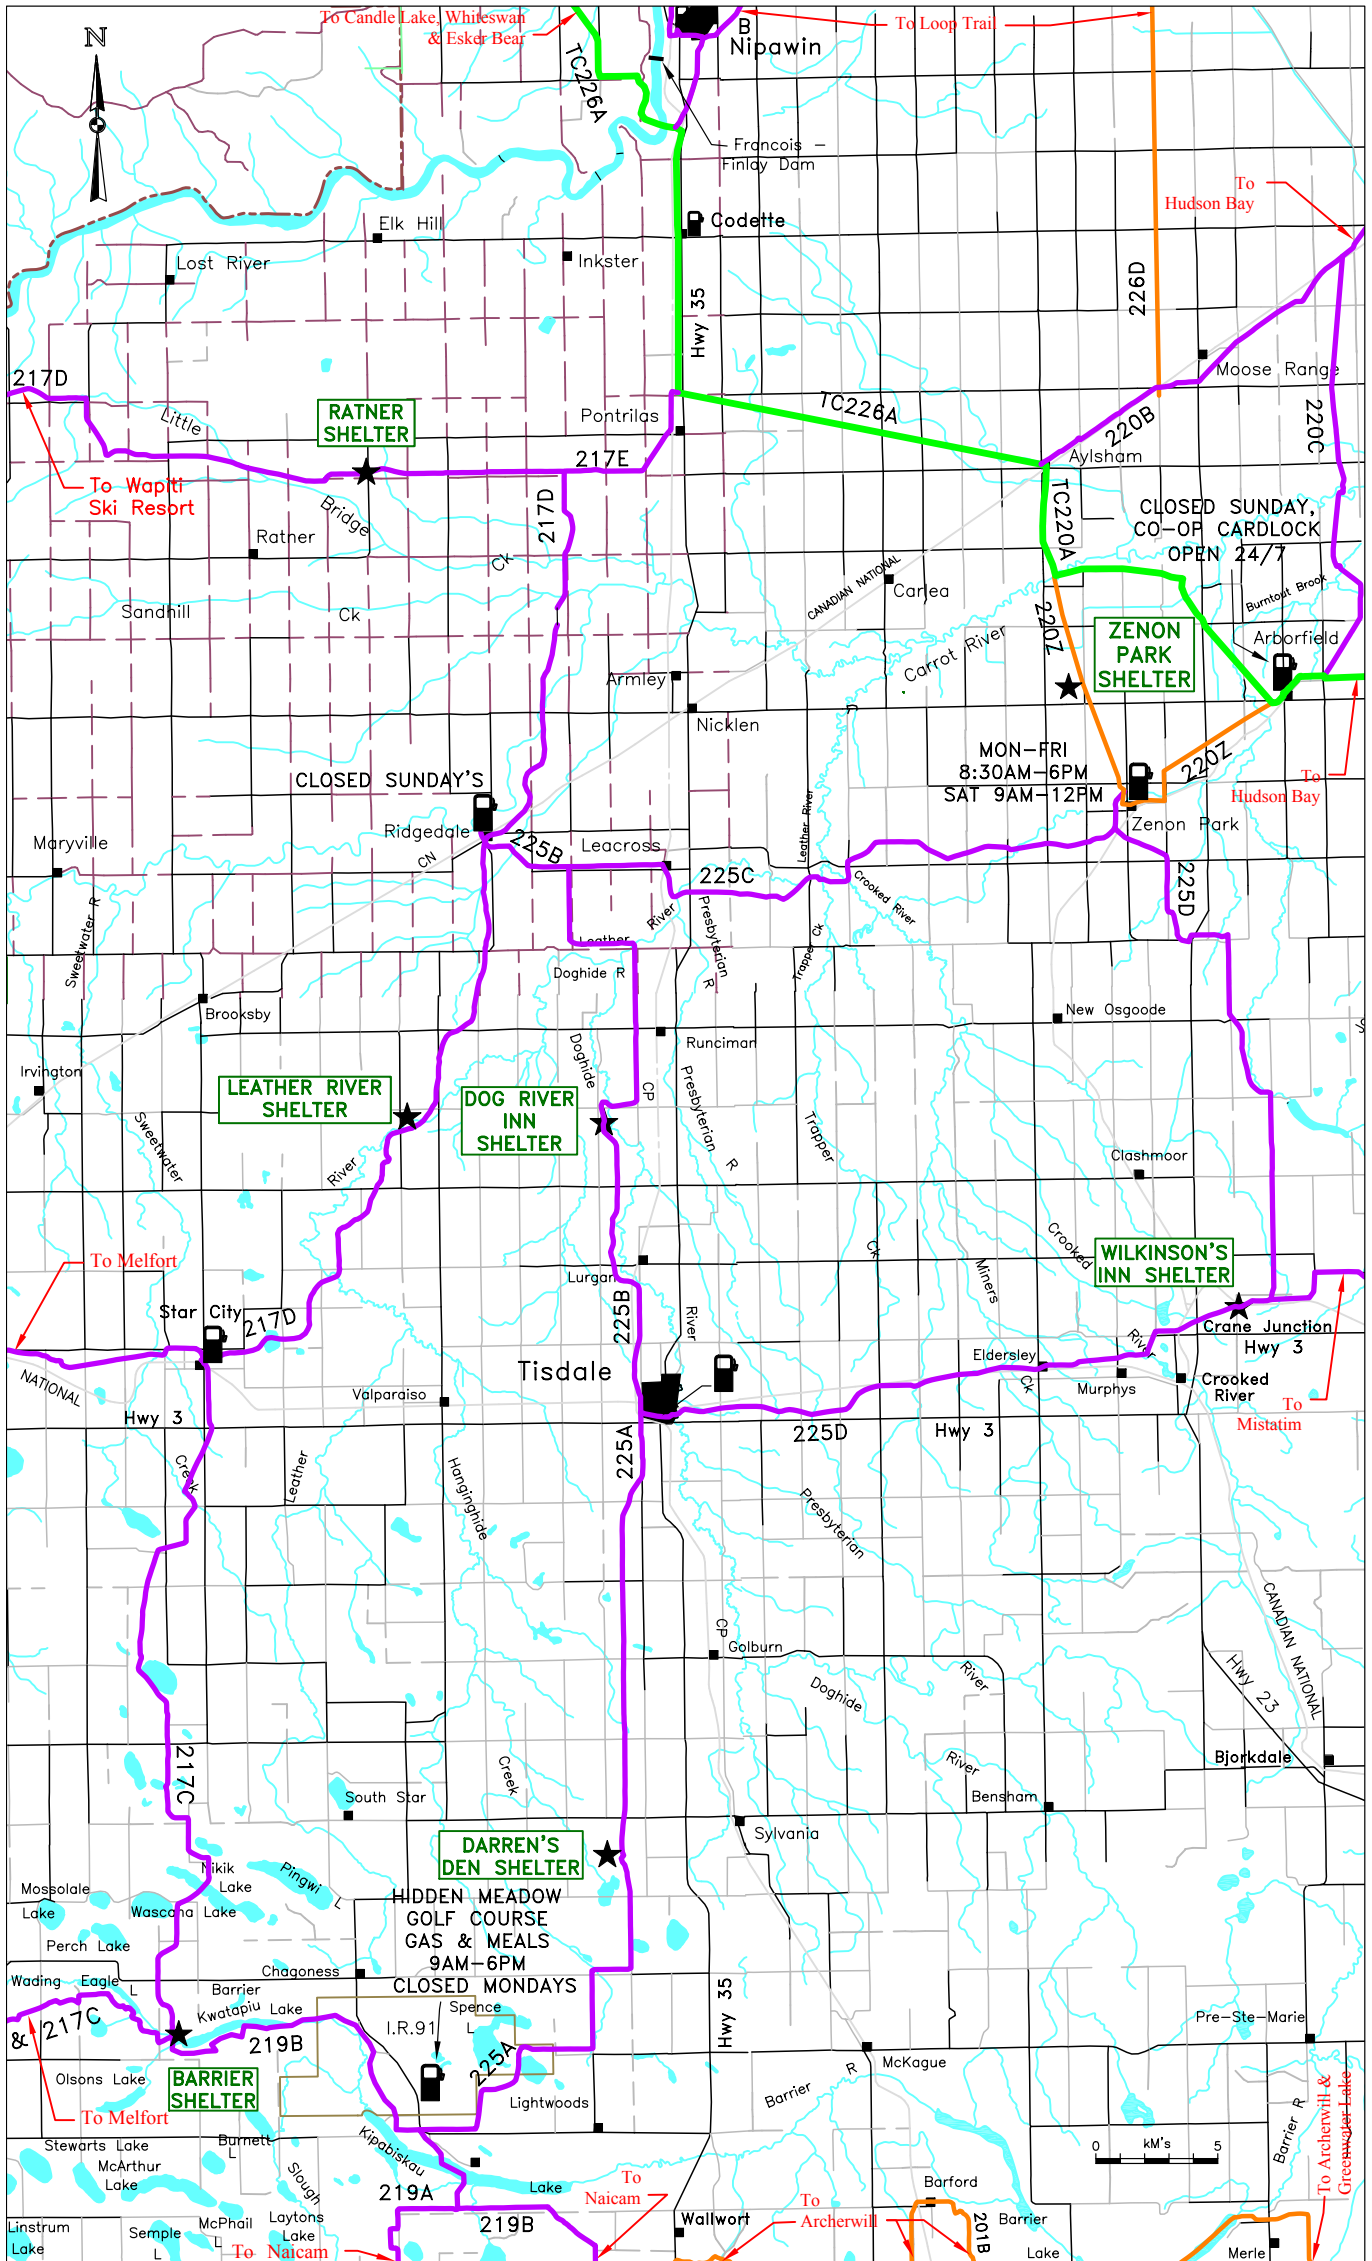 N
To Candle Lake, Whiteswan
& Esker Bear
TC226A
B
Nipawin
To Loop Trail
Francois -
Finlay Dam
To
Hudson Bay
Codette
Elk Hill
Inkster
Lost River
Hwy 35
226D
Moose Range
217D
RATNER
SHELTER
Little
Pontrilas
TC226A
220B
220C
Aylsham
217E
To Wapiti
Ski Resort
Bridge
217D
TC220A
CLOSED SUNDAY,
CO-OP CARDLOCK
OPEN 24/7
Ratner
Ck
CANADIAN NATIONAL
Carlea
Burntout Brook
Sandhill
Ck
220Z
ZENON
PARK
SHELTER
Arborfield
Carrot River
Armley
Nicklen
MON-FRI
8:30AM-6PM
SAT 9AM-12PM
220Z
To
Hudson Bay
CLOSED SUNDAY'S
Ridgedale
225B
Leacross
Leather River
Zenon Park
Maryville
CN
225C
Crooked River
225D
Sweetwater R
River
Leather
Presbyterian
R
Trapper Ck
Doghide R
Brooksby
New Osgoode
Runciman
Irvington
Doghide
LEATHER RIVER
SHELTER
DOG RIVER
INN
SHELTER
CP
Presbyterian
R
Trapper
Sweetwater
River
Clashmoor
Ck
Crooked
Miners
WILKINSON'S
INN SHELTER
To Melfort
Lurgan
225B
Star City
217D
River
Crane Junction
Hwy 3
River
Tisdale
Eldersley
Ck
Murphys
Crooked
River
NATIONAL
Valparaiso
Hwy 3
225A
225D
Hwy 3
To
Mistatim
Creek
Leather
Hanginghide
Presbyterian
CANADIAN NATIONAL
CP
Golburn
River
Doghide
Hwy 23
217C
Creek
River
Bjorkdale
South Star
Bensham
Sylvania
DARREN'S
DEN SHELTER
Nikik
Lake
Pingwi
L
Mossolale
Lake
Wascana Lake
HIDDEN MEADOW
GOLF COURSE
GAS & MEALS
9AM-6PM
CLOSED MONDAYS
Perch Lake
Chagoness
Wading Eagle L
Barrier
Kwatapiu Lake
Spence
L
Hwy 35
& 217C
219B
I.R.91
225A
Pre-Ste-Marie
McKague
Olsons Lake
BARRIER
SHELTER
To Melfort
Lightwoods
Barrier R
Barrier R
To Archerwill &
Greenwater Lake
Stewarts Lake
Burnett
L
Kipabiskau
0 kM's 5
McArthur
Lake
Slough
219A
Lake
To
Naicam
Barford
To
Archerwill
Linstrum
Lake
Semple
L
McPhail
L
Laytons
Lake
219B
Wallwort
201B
Barrier
Lake
Merle
To Naicam